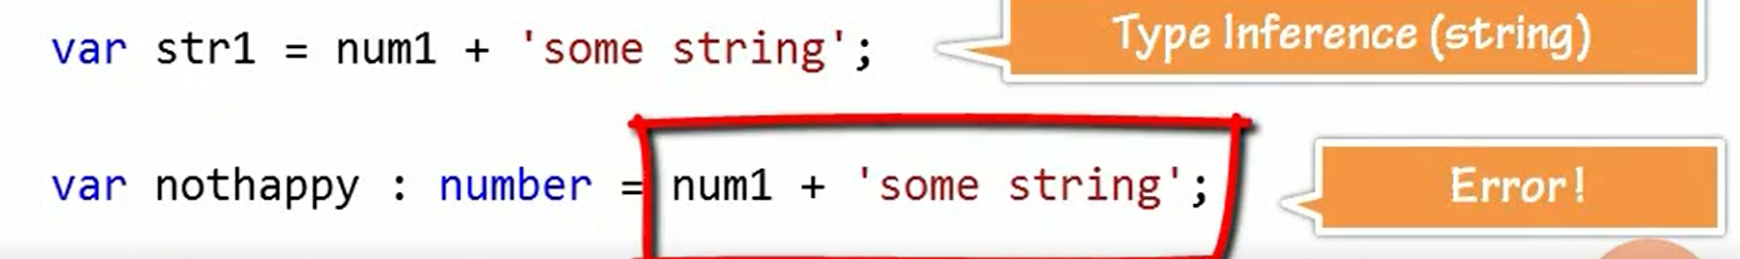 var str1 = num1 + 'some string';
Type Inference (string)
var nothappy : number = num1 + 'some string';
Error!